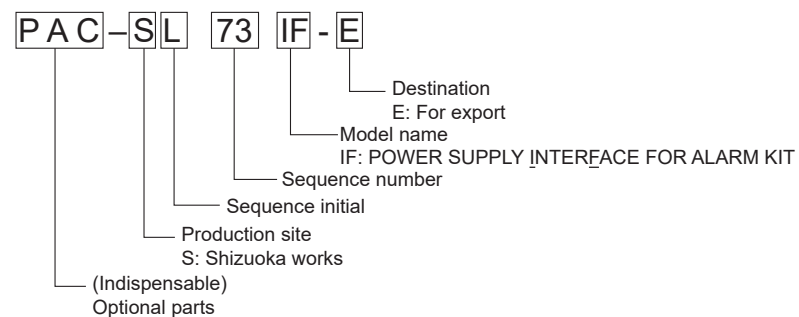 PAC-SL 73 IF - E
Destination
E: For export
Model name
IF: POWER SUPPLY INTERFACE FOR ALARM KIT
Sequence number
Sequence initial
Production site
S: Shizuoka works
(Indispensable)
Optional parts